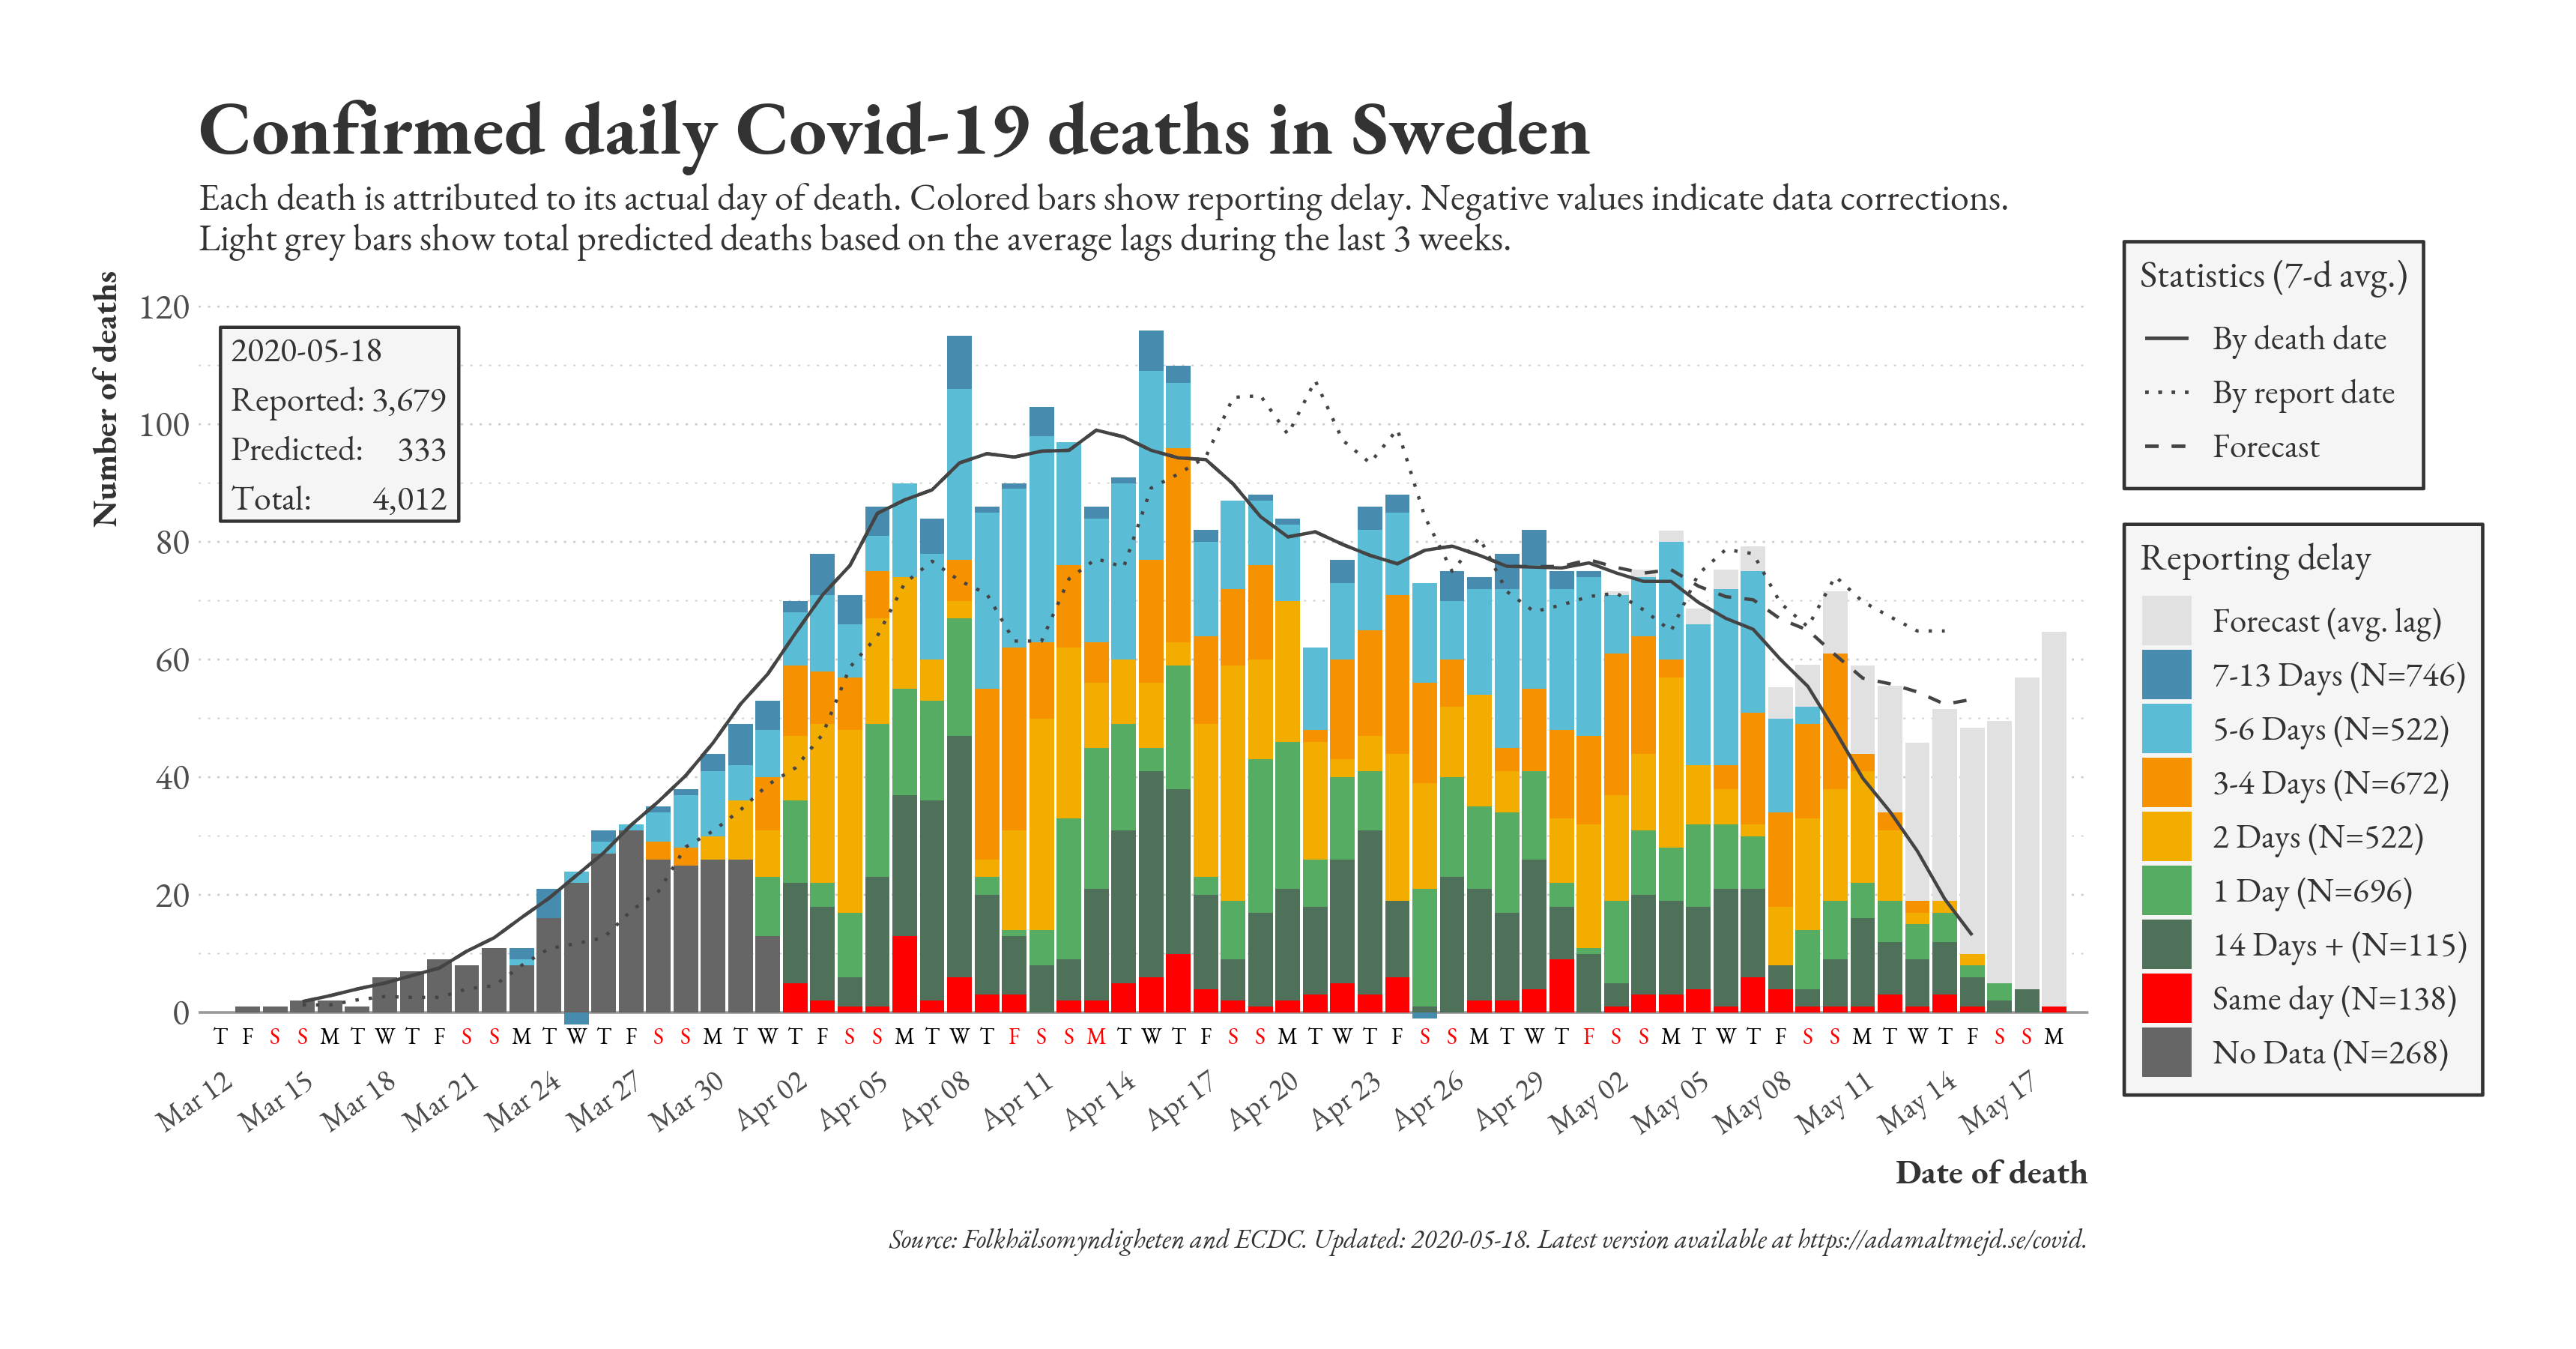 Confirmed daily Covid-19 deaths in Sweden
Each death is attributed to its actual day of death. Colored bars show reporting delay. Negative values indicate data corrections.
Light grey bars show total predicted deaths based on the average lags during the last 3 weeks.
Number of deaths
120
100
80
60
40
20
0
2020-05-18
Reported: 3,679
Predicted: 333
Total: 4,012
T F S S M T W T F S S M T W T F S S M T W T F S S M T W T F S S M T W T F S S M T W T F S S M T W T F S S M T W T F S S M T W T F S S M
Mar 12 Mar 15 Mar 18 Mar 21 Mar 24 Mar 27 Mar 30 Apr 02 Apr 05 Apr 08 Apr 11 Apr 14 Apr 17 Apr 20 Apr 23 Apr 26 Apr 29 May 02 May 05 May 08 May 11 May 14 May 17
Date of death
Statistics (7-d avg.)
By death date
By report date
Forecast
Reporting delay
Forecast (avg. lag)
7-13 Days (N=746)
5-6 Days (N=522)
3-4 Days (N=672)
2 Days (N=522)
1 Day (N=696)
14 Days + (N=115)
Same day (N=138)
No Data (N=268)
Source: Folkhälsomyndigheten and ECDC. Updated: 2020-05-18. Latest version available at https://adamaltmejd.se/covid.